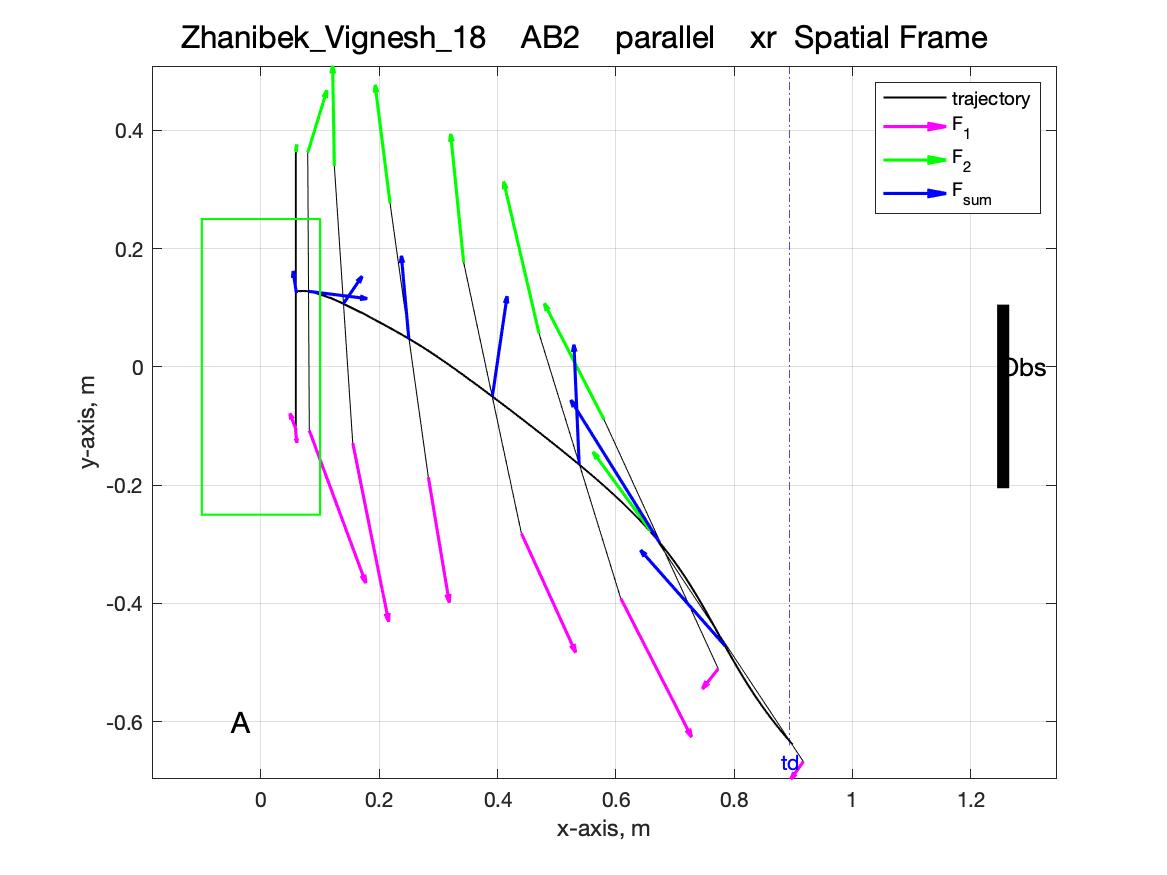 Zhanibek_Vignesh_18 AB2 parallel xr Spatial Frame
trajectory
F1
F2
Fsum
0.4
0.2
0
-0.2
-0.4
-0.6
y-axis, m
Obs
A
td
0 0.2 0.4 0.6 0.8 1 1.2
x-axis, m